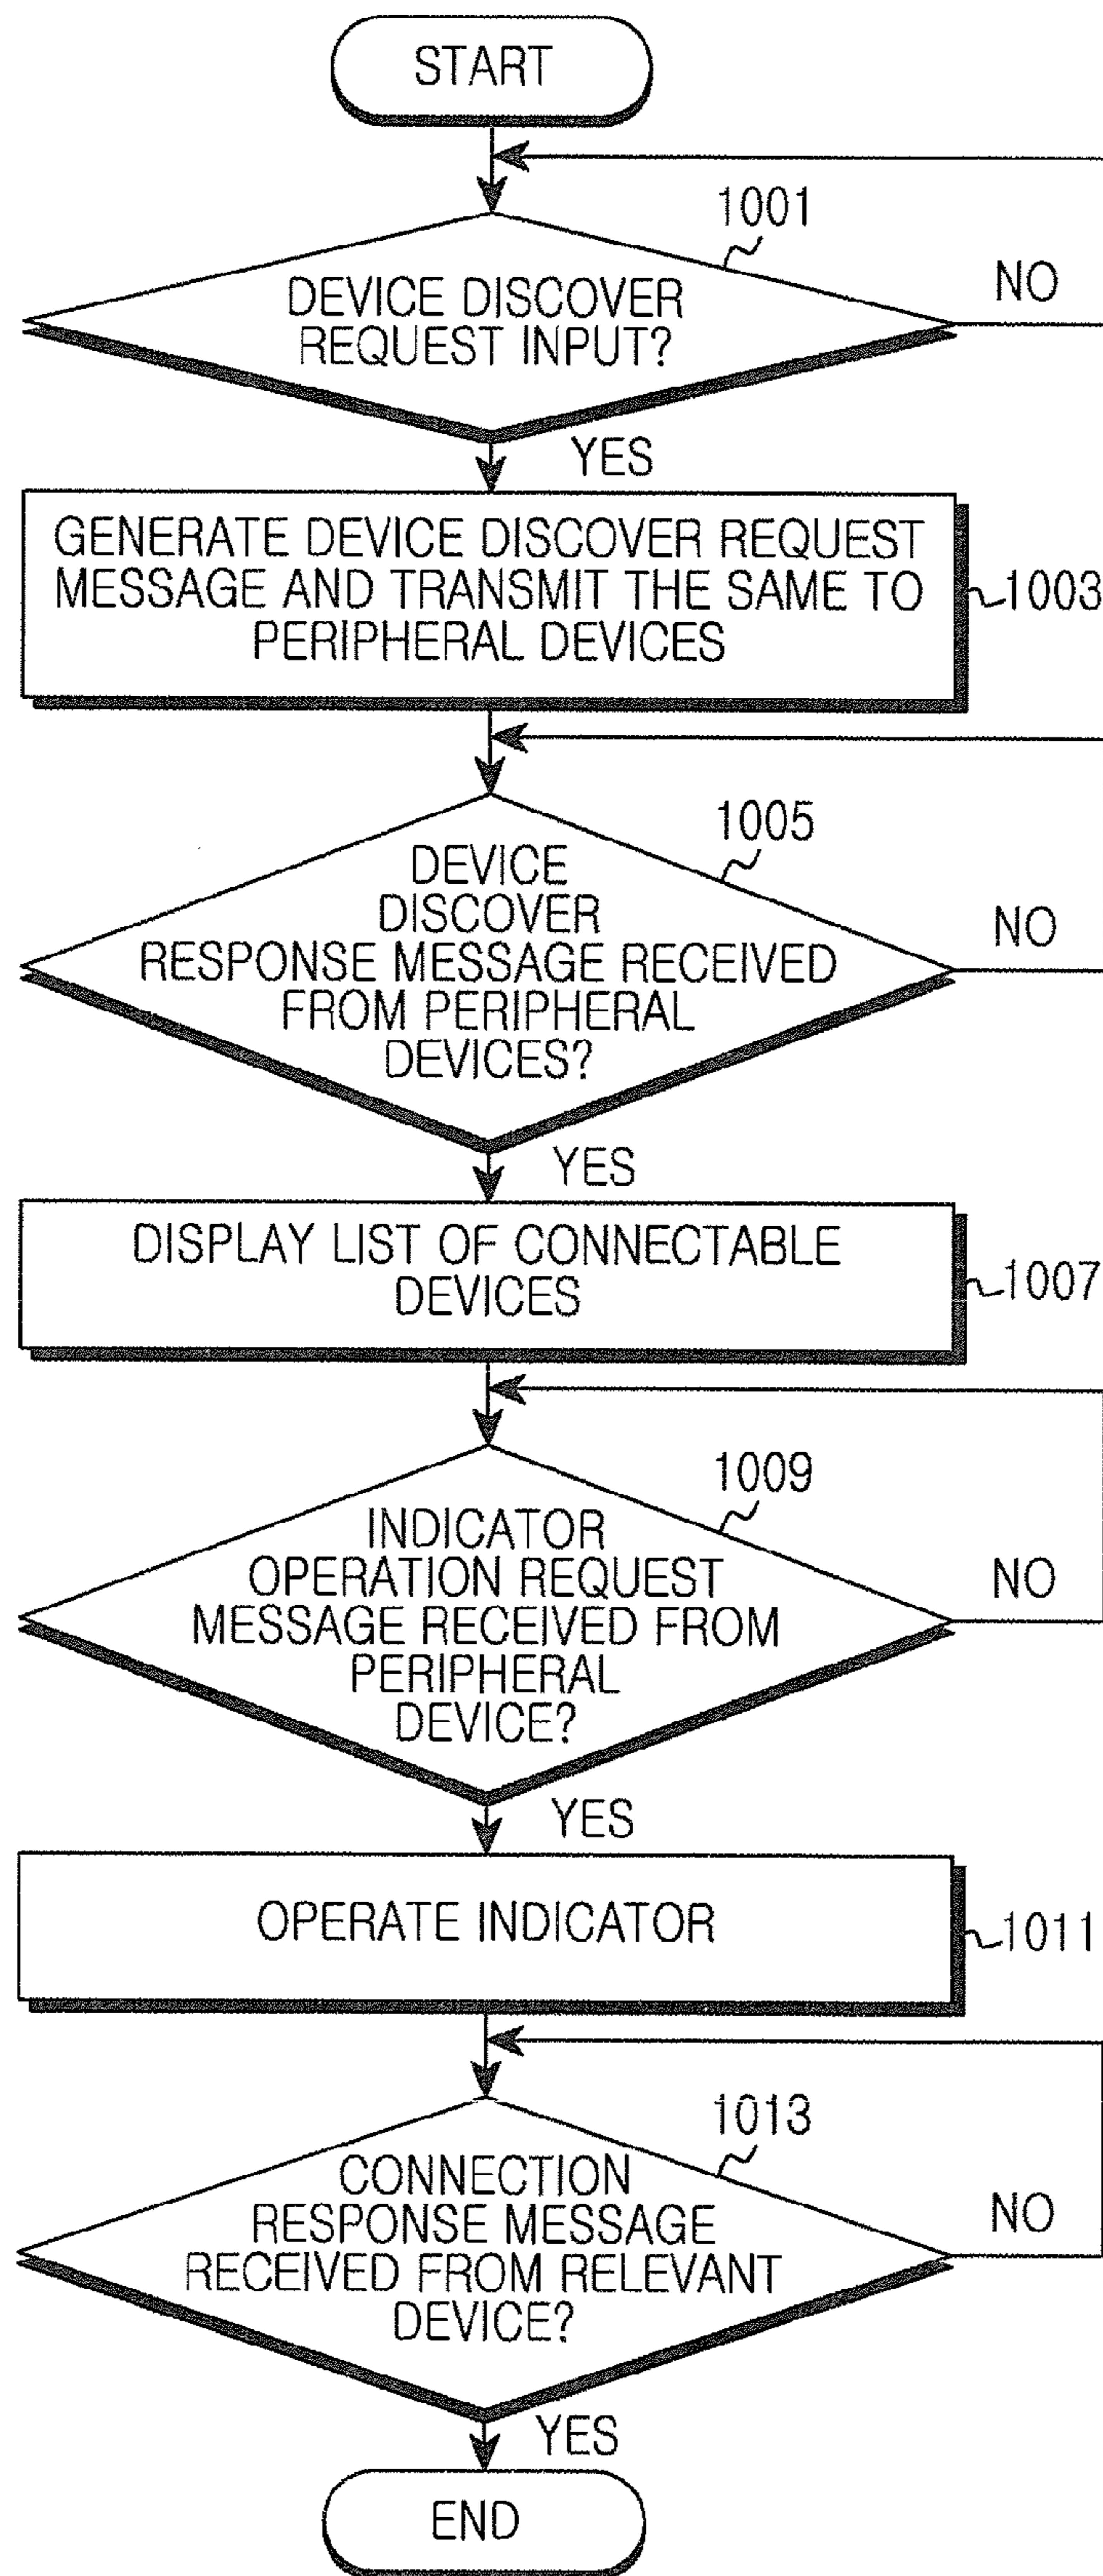 START
1001
DEVICE DISCOVER
REQUEST INPUT?
NO
YES
GENERATE DEVICE DISCOVER REQUEST
MESSAGE AND TRANSMIT THE SAME TO
PERIPHERAL DEVICES
1003
1005
DEVICE
DISCOVER
RESPONSE MESSAGE RECEIVED
FROM PERIPHERAL
DEVICES?
NO
YES
DISPLAY LIST OF CONNECTABLE
DEVICES
1007
1009
INDICATOR
OPERATION REQUEST
MESSAGE RECEIVED FROM
PERIPHERAL
DEVICE?
NO
YES
OPERATE INDICATOR
1011
1013
CONNECTION
RESPONSE MESSAGE
RECEIVED FROM RELEVANT
DEVICE?
NO
YES
END